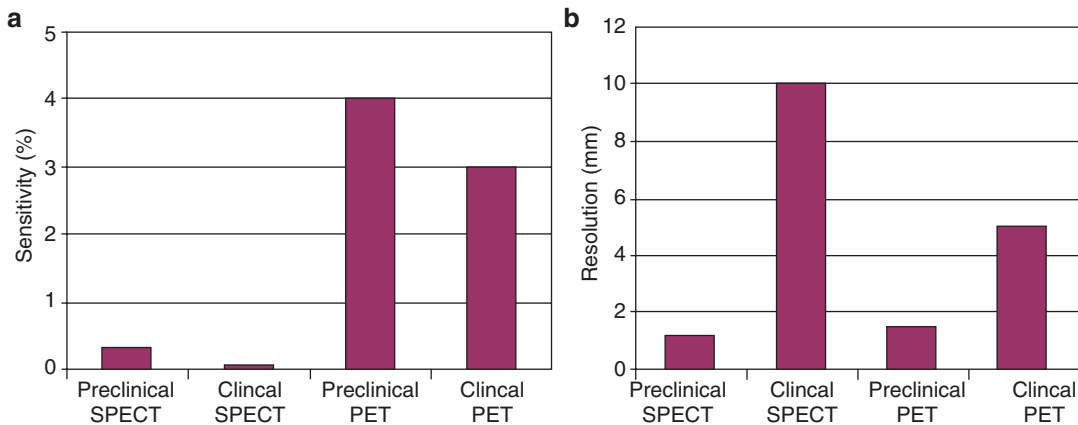 a
Sensitivity (%)
5
4
3
2
1
0
Preclinical SPECT
Clincal SPECT
Preclinical PET
Clincal PET
b
Resolution (mm)
12
10
8
6
4
2
0
Preclinical SPECT
Clincal SPECT
Preclinical PET
Clincal PET